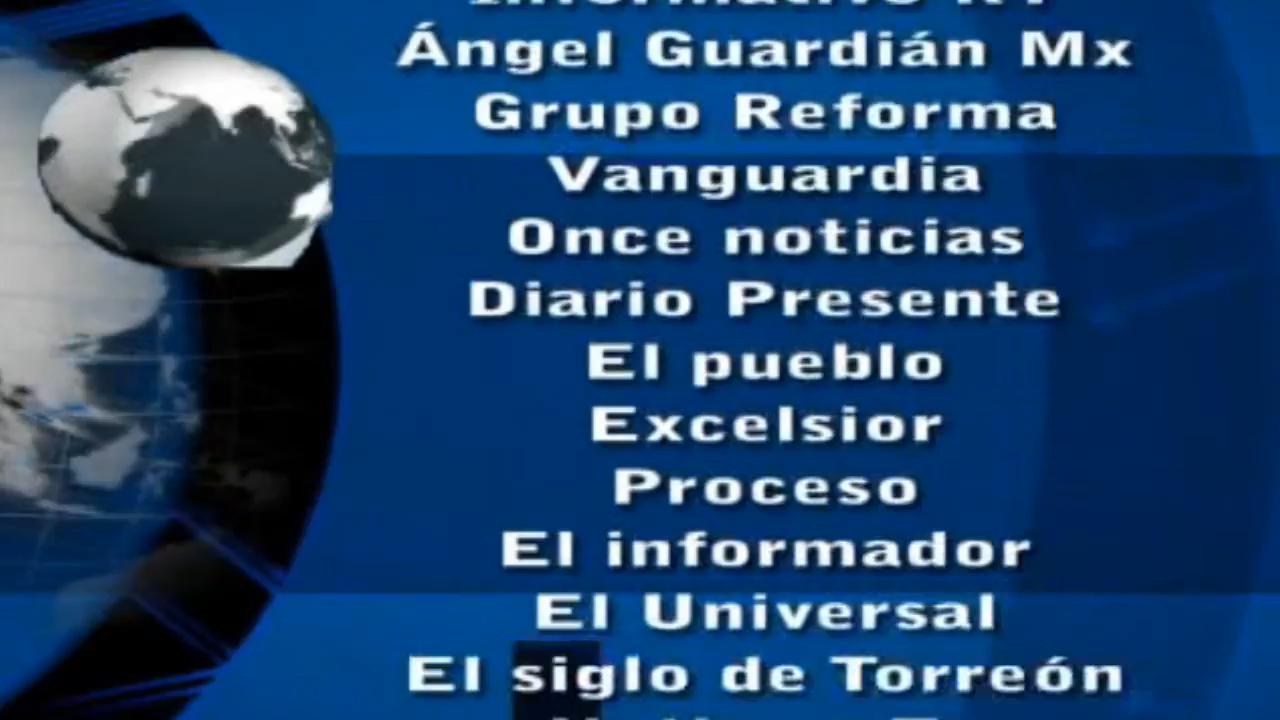 Informativo
Ángel Guardián Mx
Grupo Reforma
Vanguardia
Once noticias
Diario Presente
El pueblo
Excelsior
Proceso
El informador
El Universal
El siglo de Torreón